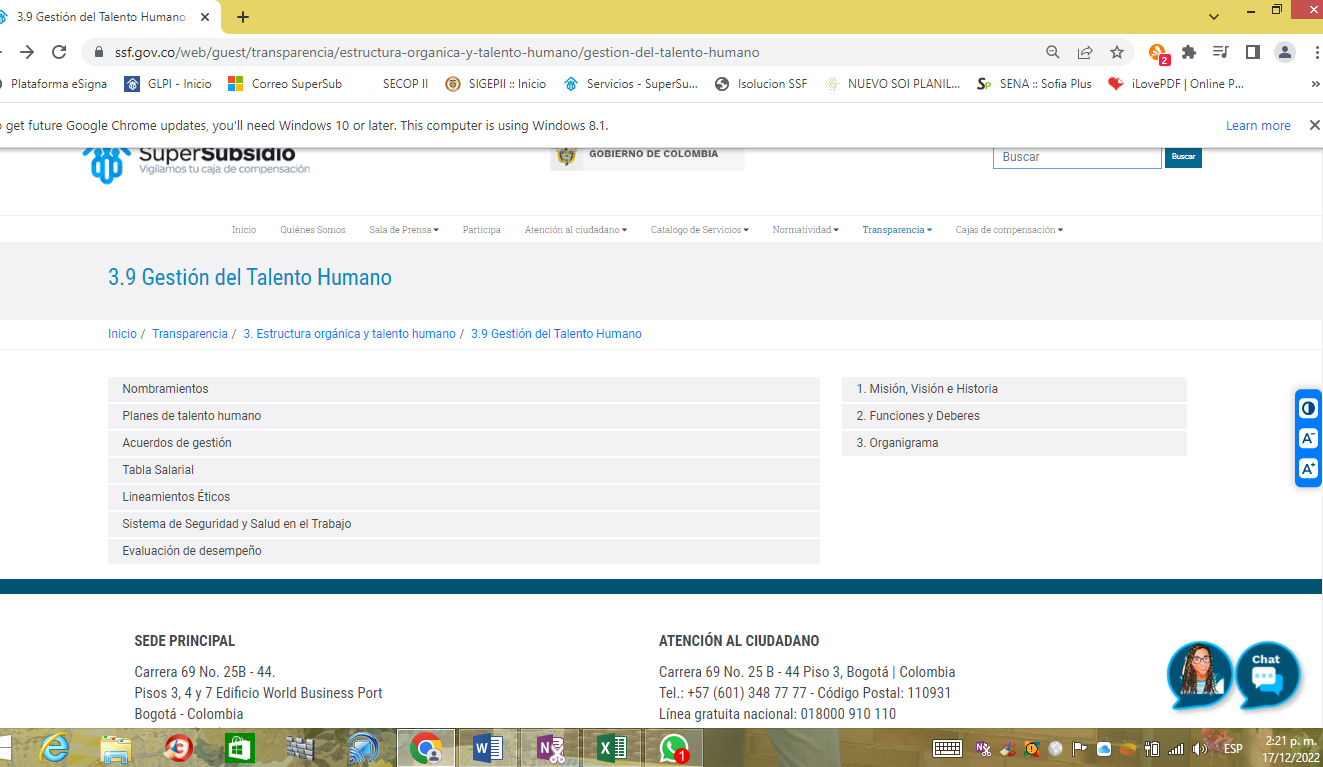 3.9 Gestión del Talento Humano
ssf.gov.co/web/guest/transparencia/estructura-organica-y-talento-humano/gestion-del-talento-humano
2
Plataforma eSigna GLPI - Inicio Correo SuperSub SECOP II SIGEPII :: Inicio Servicios - SuperSu... Isolucion SSF NUEVO SOI PLANIL... SENA :: Sofia Plus iLovePDF | Online P... »
get future Google Chrome updates, you'll need Windows 10 or later. This computer is using Windows 8.1. Learn more
SuperSubsidio
Vigilamos tu caja de compensación
GOBIERNO DE COLOMBIA
Buscar Buscar
Inicio Quiénes Somos Sala de Prensa Participa Atención al ciudadano Catalogo de Servicios Normatividad Transparencia Cajas de compensación
3.9 Gestión del Talento Humano
Inicio / Transparencia / 3. Estructura orgánica y talento humano / 3.9 Gestión del Talento Humano
Nombramientos
Planes de talento humano
Acuerdos de gestión
Tabla Salarial
Lineamientos Éticos
Sistema de Seguridad y Salud en el Trabajo
Evaluación de desempeño
1. Misión, Visión e Historia
2. Funciones y Deberes
3. Organigrama
A-
A+
SEDE PRINCIPAL
Carrera 69 No. 25B - 44.
Pisos 3, 4 y 7 Edificio World Business Port
Bogotá - Colombia
ATENCIÓN AL CIUDADANO
Carrera 69 No. 25 B - 44 Piso 3, Bogotá | Colombia
Tel.: +57 (601) 348 77 77 - Código Postal: 110931
Línea gratuita nacional: 018000 910 110
Chat
1
ESP
2:21 p. m.
17/12/2022